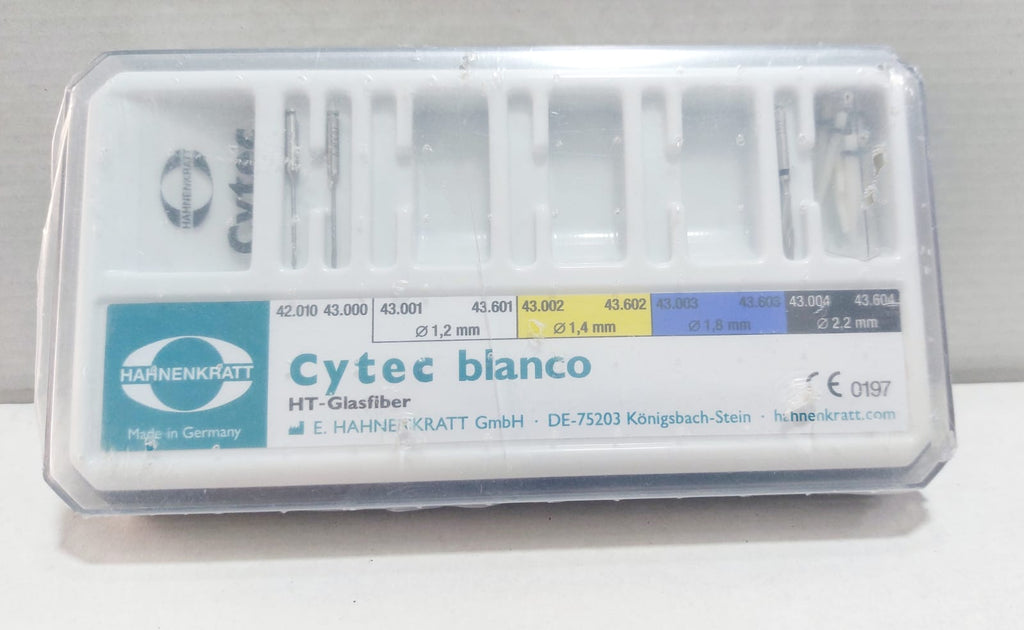 HAHNENKRATT
Cytec
42.010 43.000 43.001 43.601 43.002 43.602 43.003 43.603 43.004 43.604
Ø 1,2 mm Ø 1,4 mm Ø 1,8 mm Ø 2.2 mm
HAHNENKRATT
Made in Germany
Cytec blanco
HT-Glasfiber
E. HAHNENKRATT GmbH · DE-75203 Königsbach-Stein · hahnenkratt.com
CE 0197